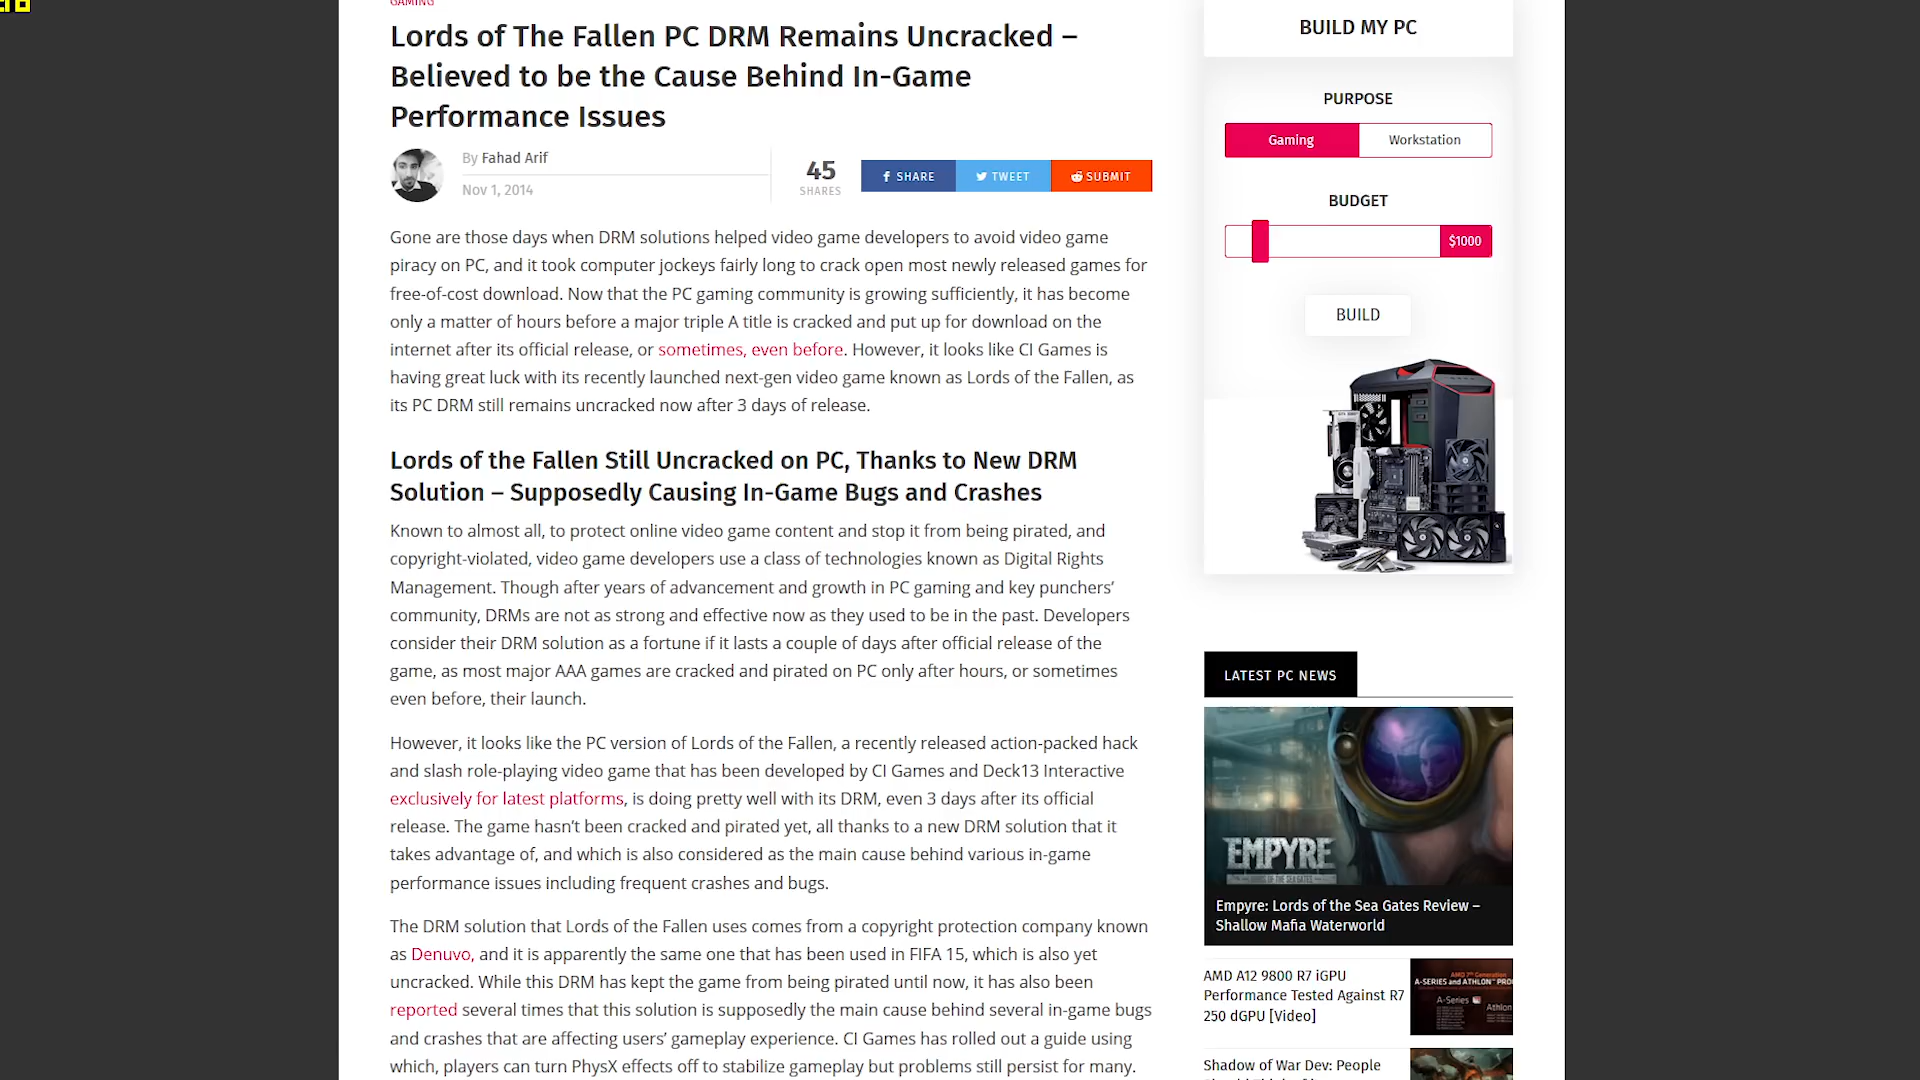 GAMING
Lords of The Fallen PC DRM Remains Uncracked –
Believed to be the Cause Behind In-Game
Performance Issues
By Fahad Arif
Nov 1, 2014
45
SHARES
SHARE
TWEET
SUBMIT
Gone are those days when DRM solutions helped video game developers to avoid video game
piracy on PC, and it took computer jockeys fairly long to crack open most newly released games for
free-of-cost download. Now that the PC gaming community is growing sufficiently, it has become
only a matter of hours before a major triple A title is cracked and put up for download on the
internet after its official release, or sometimes, even before. However, it looks like CI Games is
having great luck with its recently launched next-gen video game known as Lords of the Fallen, as
its PC DRM still remains uncracked now after 3 days of release.
Lords of the Fallen Still Uncracked on PC, Thanks to New DRM
Solution – Supposedly Causing In-Game Bugs and Crashes
Known to almost all, to protect online video game content and stop it from being pirated, and
copyright-violated, video game developers use a class of technologies known as Digital Rights
Management. Though after years of advancement and growth in PC gaming and key punchers’
community, DRMs are not as strong and effective now as they used to be in the past. Developers
consider their DRM solution as a fortune if it lasts a couple of days after official release of the
game, as most major AAA games are cracked and pirated on PC only after hours, or sometimes
even before, their launch.
However, it looks like the PC version of Lords of the Fallen, a recently released action-packed hack
and slash role-playing video game that has been developed by CI Games and Deck13 Interactive
exclusively for latest platforms, is doing pretty well with its DRM, even 3 days after its official
release. The game hasn’t been cracked and pirated yet, all thanks to a new DRM solution that it
takes advantage of, and which is also considered as the main cause behind various in-game
performance issues including frequent crashes and bugs.
The DRM solution that Lords of the Fallen uses comes from a copyright protection company known
as Denuvo, and it is apparently the same one that has been used in FIFA 15, which is also yet
uncracked. While this DRM has kept the game from being pirated until now, it has also been
reported several times that this solution is supposedly the main cause behind several in-game bugs
and crashes that are affecting users’ gameplay experience. CI Games has rolled out a guide using
which, players can turn PhysX effects off to stabilize gameplay but problems still persist for many.
BUILD MY PC
PURPOSE
Gaming
Workstation
BUDGET
$1000
BUILD
LATEST PC NEWS
EMPYRE
LORDS OF THE SEA GATES
Empyre: Lords of the Sea Gates Review –
Shallow Mafia Waterworld
AMD A12 9800 R7 iGPU
Performance Tested Against R7
250 dGPU [Video]
AMD 7th Generation
A-SERIES and ATHLON™ PRO
A-Series
Athlon
Shadow of War Dev: People